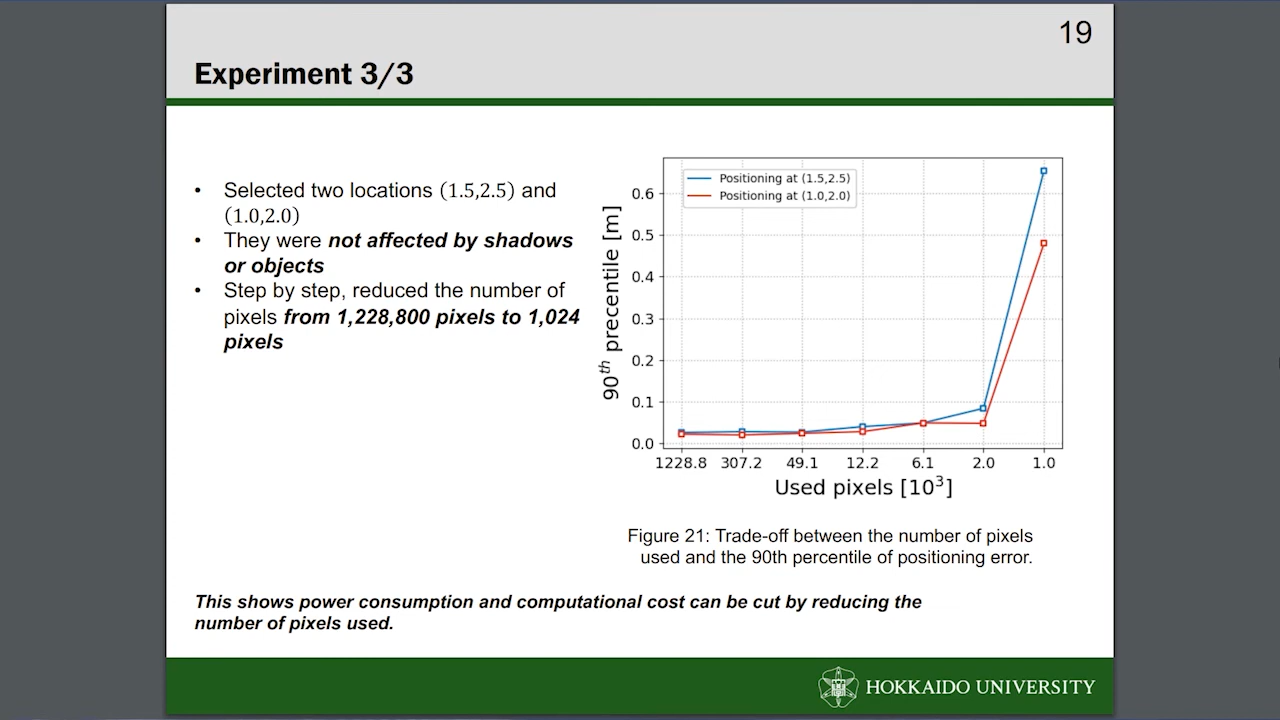 19
Experiment 3/3
• Selected two locations (1.5,2.5) and
(1.0,2.0)
• They were not affected by shadows
or objects
• Step by step, reduced the number of
pixels from 1,228,800 pixels to 1,024
pixels
Positioning at (1.5,2.5)
Positioning at (1.0,2.0)
90th precentile [m]
0.6
0.5
0.4
0.3
0.2
0.1
0.0
1228.8 307.2 49.1 12.2 6.1 2.0 1.0
Used pixels [10³]
Figure 21: Trade-off between the number of pixels
used and the 90th percentile of positioning error.
This shows power consumption and computational cost can be cut by reducing the
number of pixels used.
HOKKAIDO UNIVERSITY